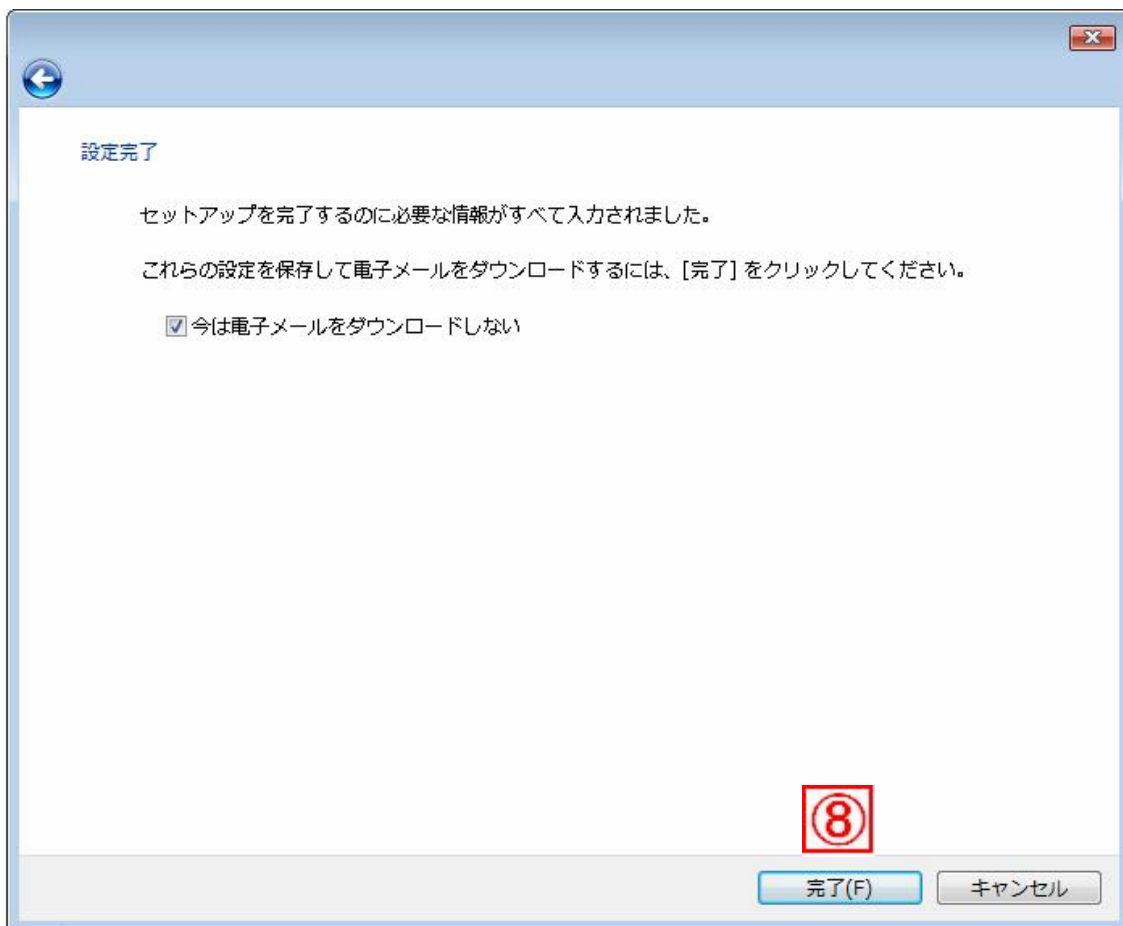 設定完了
セットアップを完了するのに必要な情報がすべて入力されました。
これらの設定を保存して電子メールをダウンロードするには、[完了] をクリックしてください。
今は電子メールをダウンロードしない
⑧
完了(F)
キャンセル